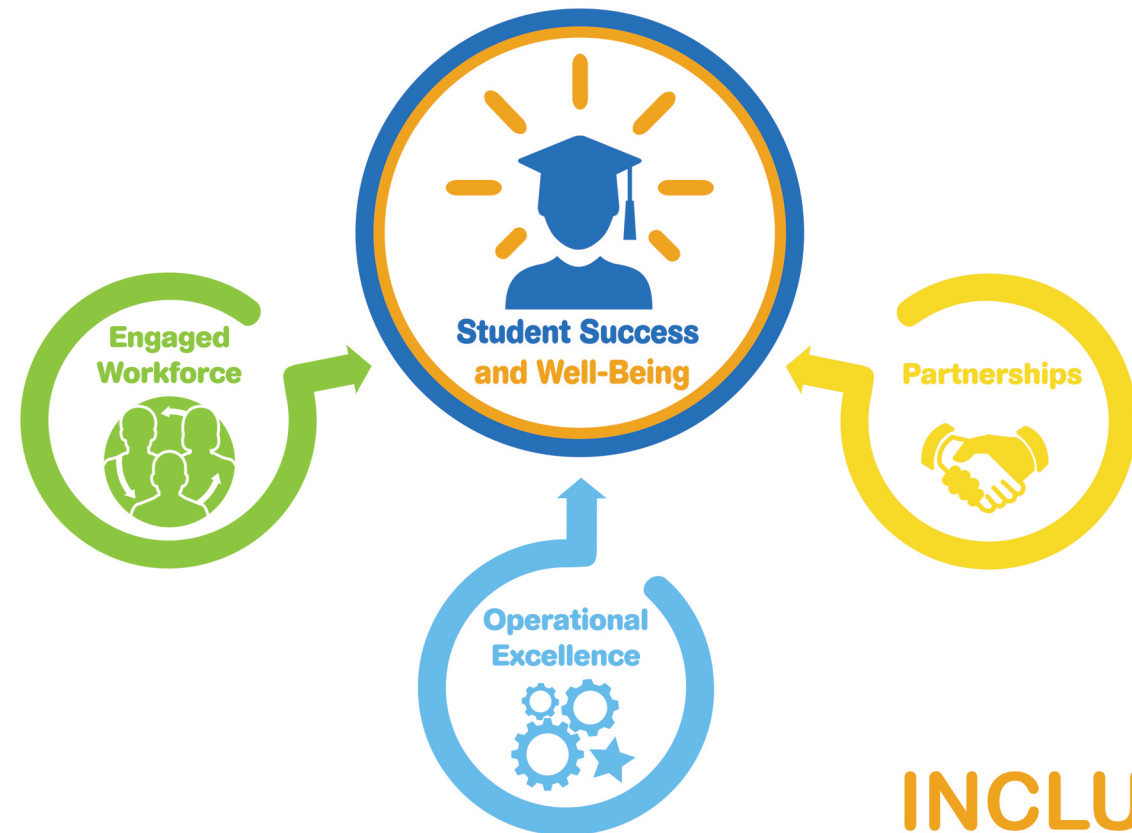 Student Success
and Well-Being
Engaged
Workforce
Partnerships
Operational
Excellence
INCLU